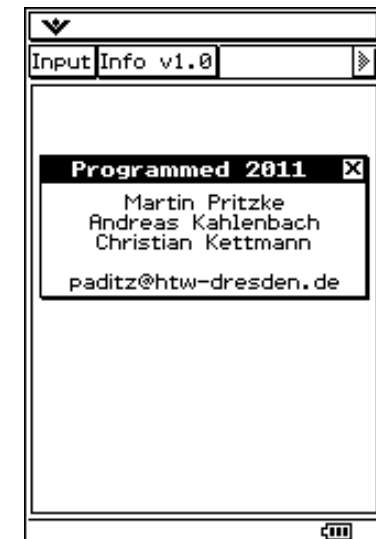 Input Info v1.0
Programmed 2011
Martin Pritzke
Andreas Kahlenbach
Christian Kettmann
paditz@htw-dresden.de